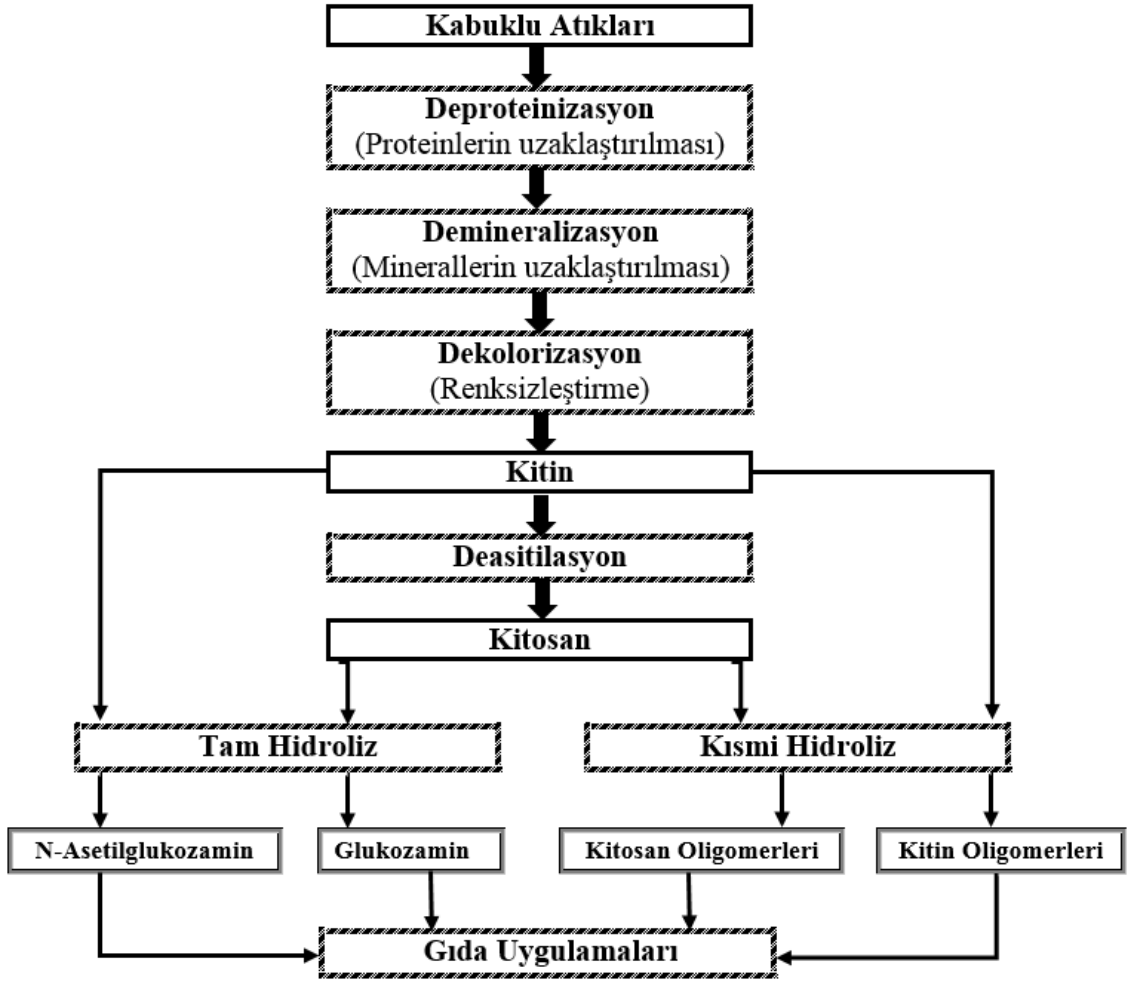 Kabuklu Atıkları
Deproteinizasyon
(Proteinlerin uzaklaştırılması)
Demineralizasyon
(Minerallerin uzaklaştırılması)
Dekolorizasyon
(Renksizleştirme)
Kitin
Deasitilasyon
Kitosan
Tam Hidroliz
Kısmi Hidroliz
N-Asetilglukozamin
Glukozamin
Kitosan Oligomerleri
Kitin Oligomerleri
Gıda Uygulamaları